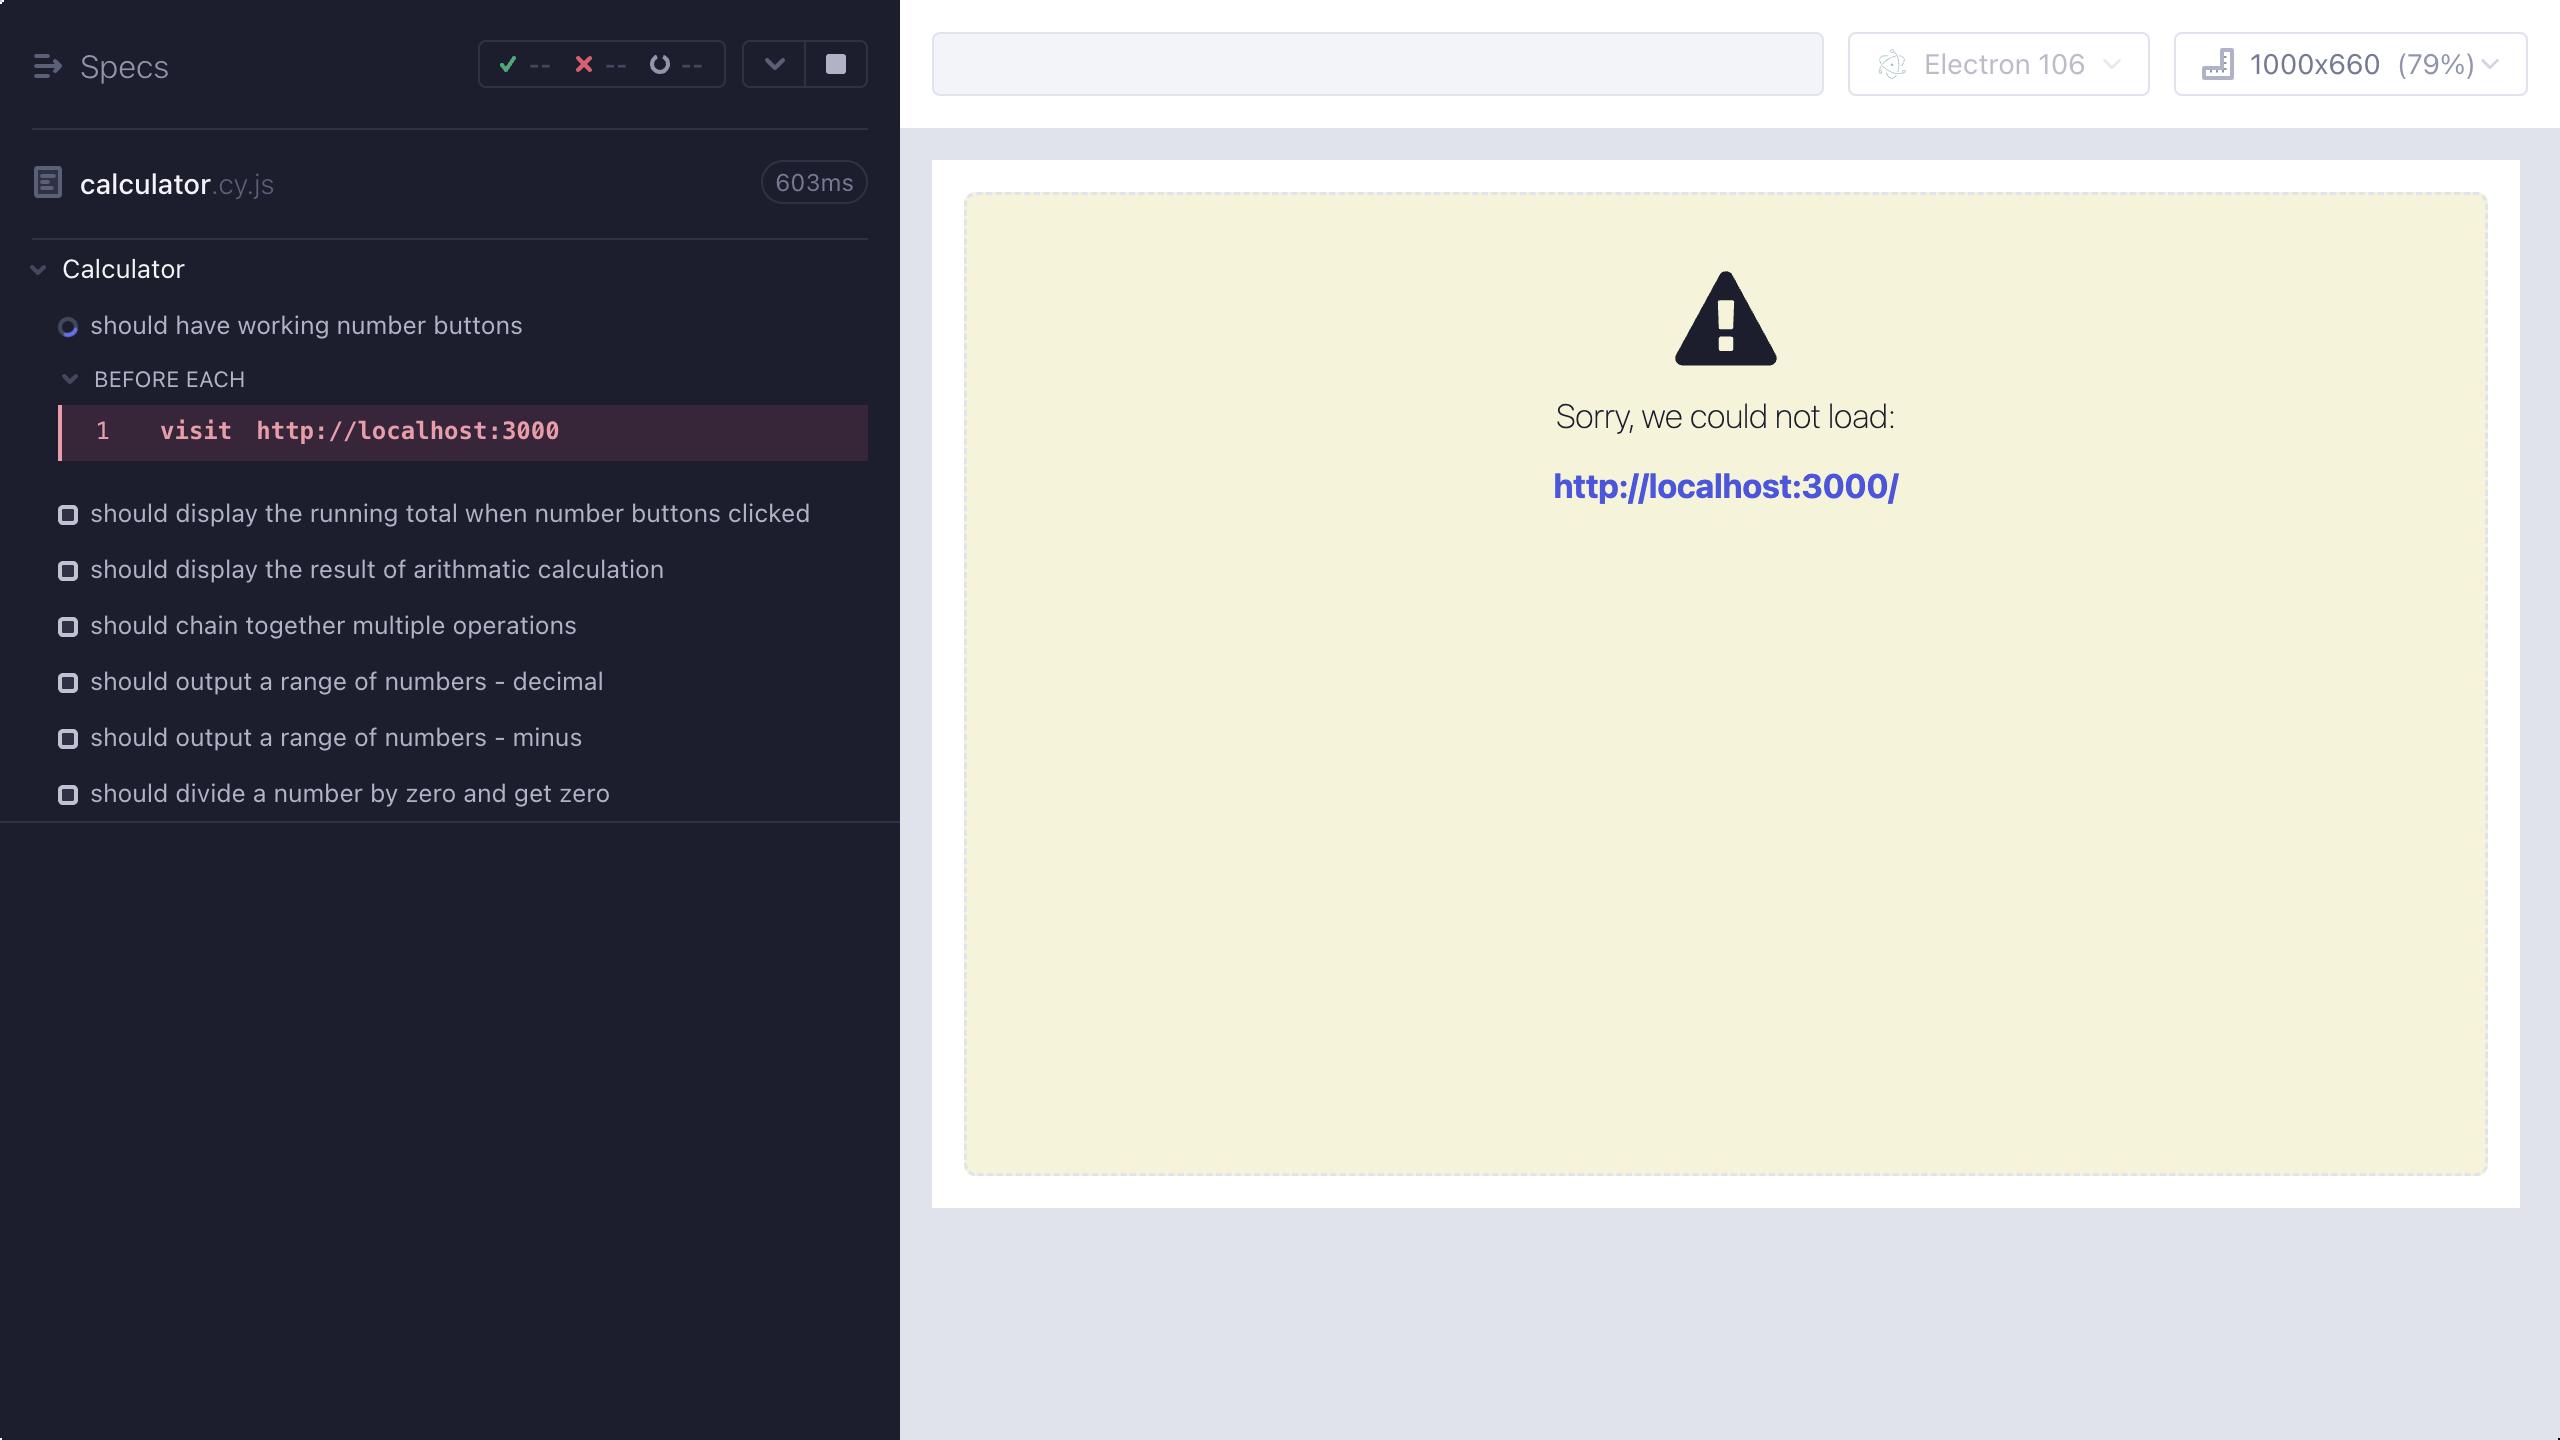 Specs
-- -- --
calculator.cy.js 603ms
Calculator
should have working number buttons
BEFORE EACH
1 visit http://localhost:3000
should display the running total when number buttons clicked
should display the result of arithmatic calculation
should chain together multiple operations
should output a range of numbers - decimal
should output a range of numbers - minus
should divide a number by zero and get zero
Electron 106
1000x660 (79%)
Sorry, we could not load:
http://localhost:3000/